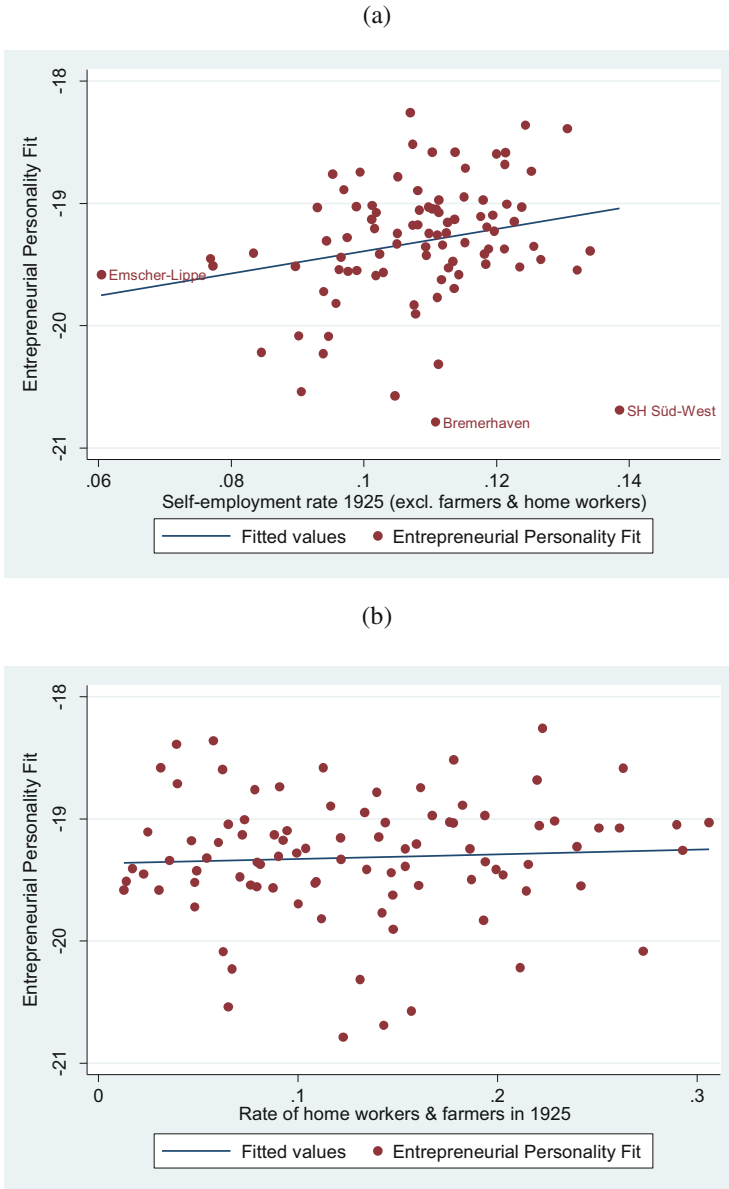 (a)
-18
-19
-20
-21
Entrepreneurial Personality Fit
Emscher-Lippe
Bremerhaven
SH Süd-West
.06 .08 .1 .12 .14
Self-employment rate 1925 (excl. farmers & home workers)
Fitted values Entrepreneurial Personality Fit
(b)
-18
-19
-20
-21
Entrepreneurial Personality Fit
0 .1 .2 .3
Rate of home workers & farmers in 1925
Fitted values Entrepreneurial Personality Fit